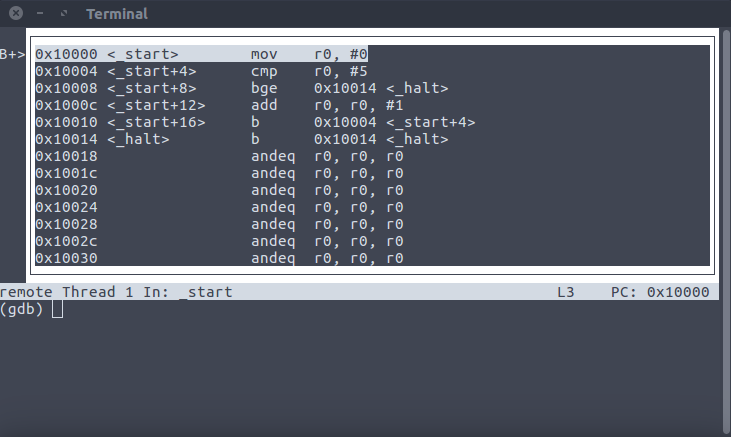 Terminal
B+> 0x10000 <_start>        mov    r0, #0
0x10004 <_start+4>      cmp    r0, #5
0x10008 <_start+8>      bge    0x10014 <_halt>
0x1000c <_start+12>     add    r0, r0, #1
0x10010 <_start+16>     b      0x10004 <_start+4>
0x10014 <_halt>         b      0x10014 <_halt>
0x10018                 andeq  r0, r0, r0
0x1001c                 andeq  r0, r0, r0
0x10020                 andeq  r0, r0, r0
0x10024                 andeq  r0, r0, r0
0x10028                 andeq  r0, r0, r0
0x1002c                 andeq  r0, r0, r0
0x10030                 andeq  r0, r0, r0
remote Thread 1 In: _start                                    L3    PC: 0x10000
(gdb)